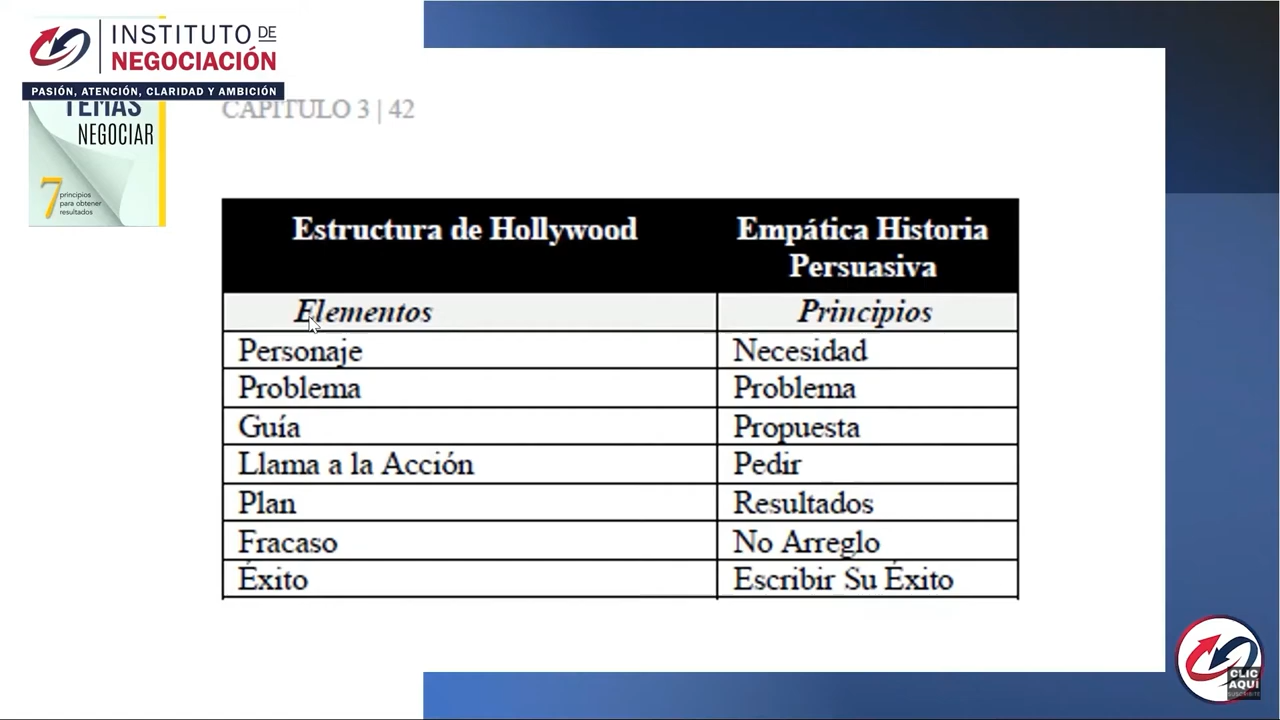 INSTITUTO DE
NEGOCIACIÓN
PASIÓN, ATENCIÓN, CLARIDAD Y AMBICIÓN
TEMAS
NEGOCIAR
7 principios
para obtener
resultados
CAPITULO 3 | 42
Estructura de Hollywood
Empática Historia
Persuasiva
Elementos
Principios
Personaje
Necesidad
Problema
Problema
Guía
Propuesta
Llama a la Acción
Pedir
Plan
Resultados
Fracaso
No Arreglo
Éxito
Escribir Su Éxito
CLIC
AQUÍ
SUSCRIBITE